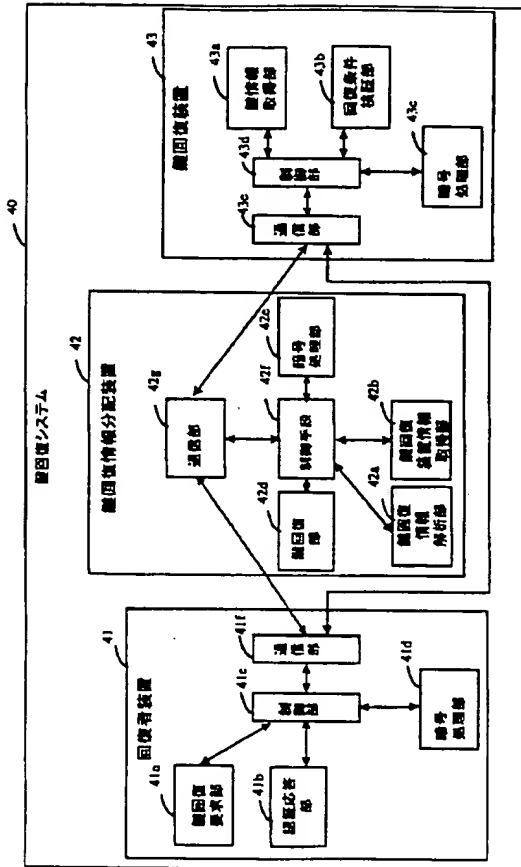 40
鍵回復システム
41
回復者装置
41a
鍵回復
要求部
41b
認証応答
部
41c
制御部
41f
通信部
41d
暗号
処理部
42
鍵回復情報分配装置
42g
通信部
42d
鍵回復
部
42f
制御手段
42e
暗号
処理部
42a
鍵回復
情報
解析部
42b
鍵回復
装置情報
取得部
43
鍵回復装置
43e
通信部
43d
制御部
43a
鍵情報
取得部
43b
回復条件
検証部
43c
暗号
処理部